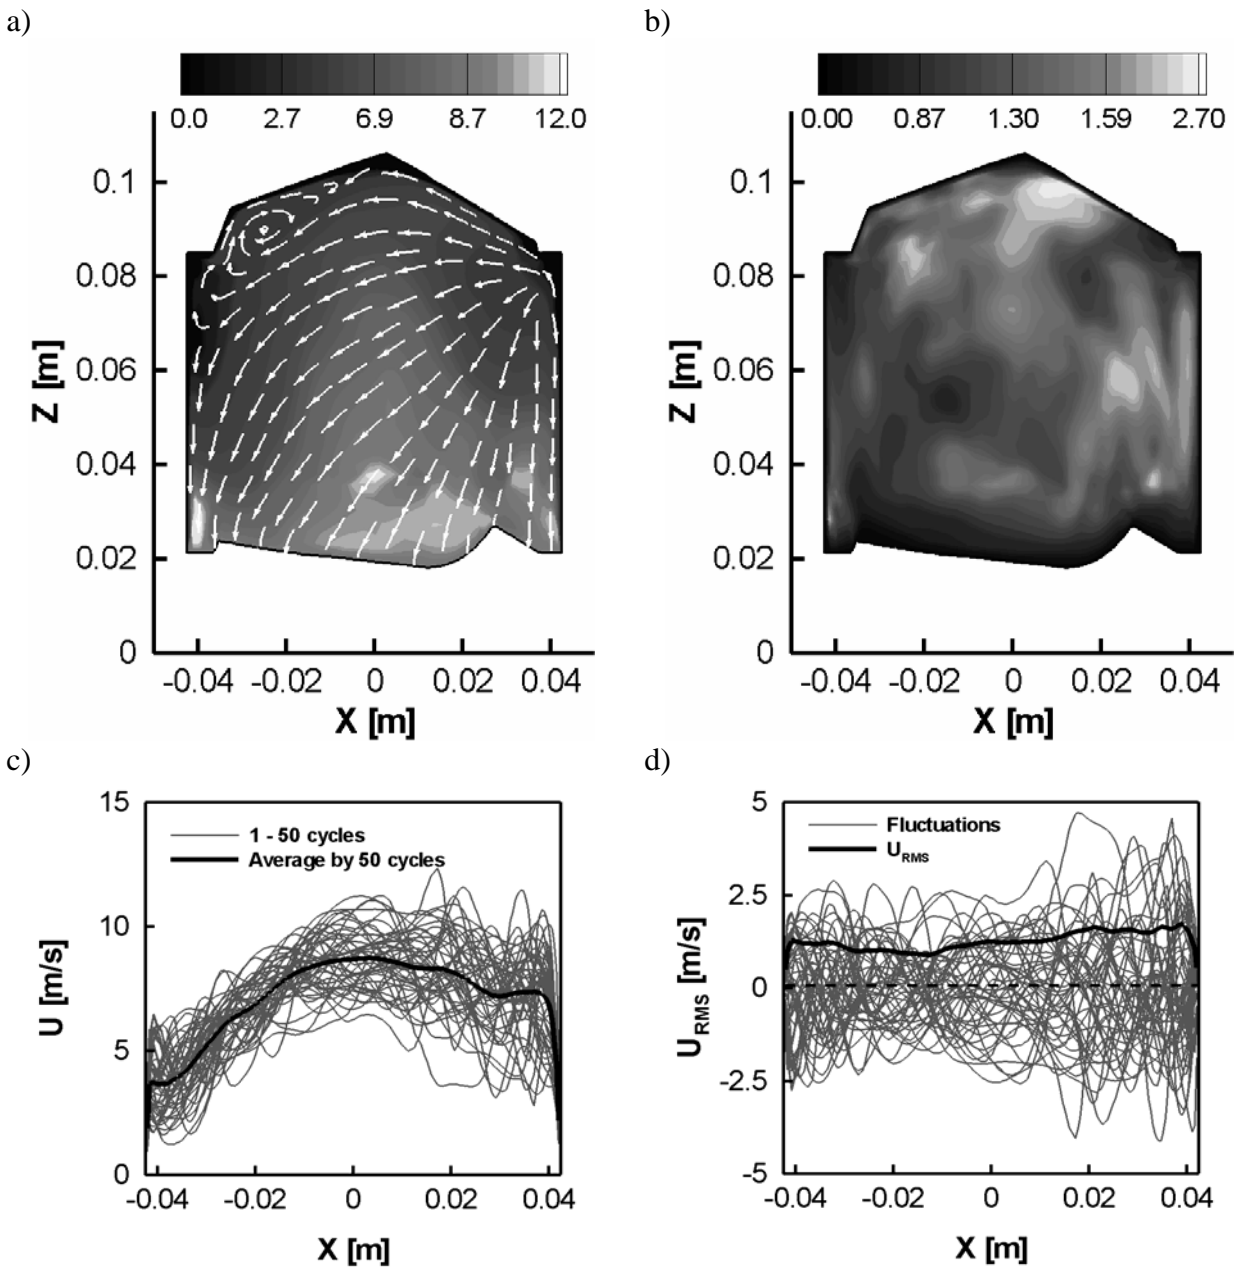 a)
0.0 2.7 6.9 8.7 12.0
0.1
0.08
0.06
0.04
0.02
0
Z [m]
-0.04 -0.02 0 0.02 0.04
X [m]
b)
0.00 0.87 1.30 1.59 2.70
0.1
0.08
0.06
0.04
0.02
0
Z [m]
-0.04 -0.02 0 0.02 0.04
X [m]
c)
15
10
5
0
U [m/s]
1 - 50 cycles
Average by 50 cycles
-0.04 -0.02 0 0.02 0.04
X [m]
d)
5
2.5
0
-2.5
-5
U_RMS [m/s]
Fluctuations
U_RMS
-0.04 -0.02 0 0.02 0.04
X [m]